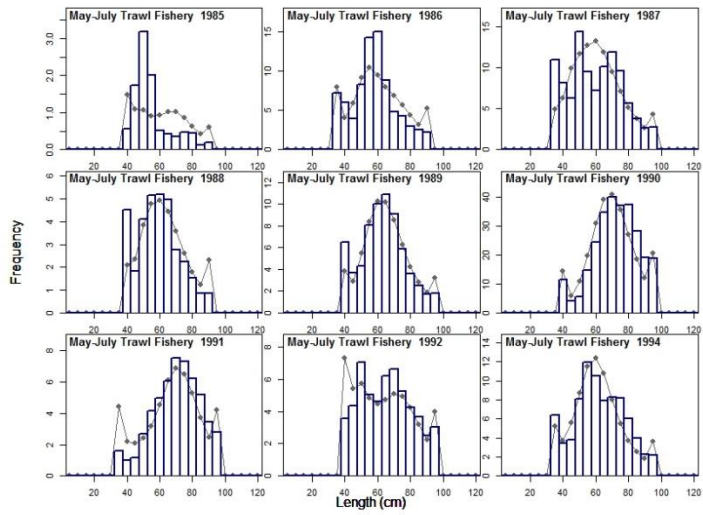 May-July Trawl Fishery 1985
0.0 1.0 2.0 3.0
20 40 60 80 100 120
May-July Trawl Fishery 1986
0 5 10 15
20 40 60 80 100 120
May-July Trawl Fishery 1987
0 5 10 15
20 40 60 80 100 120
Frequency
May-July Trawl Fishery 1988
0 1 2 3 4 5 6
20 40 60 80 100 120
May-July Trawl Fishery 1989
0 2 4 6 8 10 12
20 40 60 80 100 120
May-July Trawl Fishery 1990
0 10 20 30 40
20 40 60 80 100 120
May-July Trawl Fishery 1991
0 2 4 6 8
20 40 60 80 100 120
May-July Trawl Fishery 1992
0 2 4 6 8
20 40 60 80 100 120
May-July Trawl Fishery 1994
0 2 4 6 8 10 12 14
20 40 60 80 100 120
Length (cm)